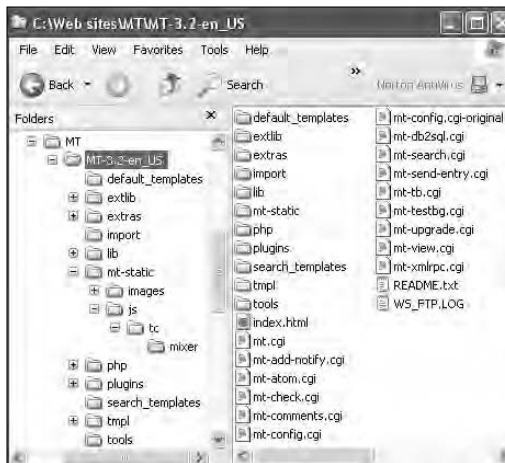 C:\Web sites\MT\MT-3.2-en_US
File Edit View Favorites Tools Help
Back Search » Norton AntiVirus
Folders
MT
MT-3.2-en_US
default_templates
extlib
extras
import
lib
mt-static
images
js
tc
mixer
php
plugins
search_templates
tmpl
tools
default_templates
extlib
extras
import
lib
mt-static
php
plugins
search_templates
tmpl
tools
index.html
mt.cgi
mt-add-notify.cgi
mt-atom.cgi
mt-check.cgi
mt-comments.cgi
mt-config.cgi
mt-config.cgi-original
mt-db2sql.cgi
mt-search.cgi
mt-send-entry.cgi
mt-tb.cgi
mt-testbg.cgi
mt-upgrade.cgi
mt-view.cgi
mt-xmlrpc.cgi
README.txt
WS_FTP.LOG